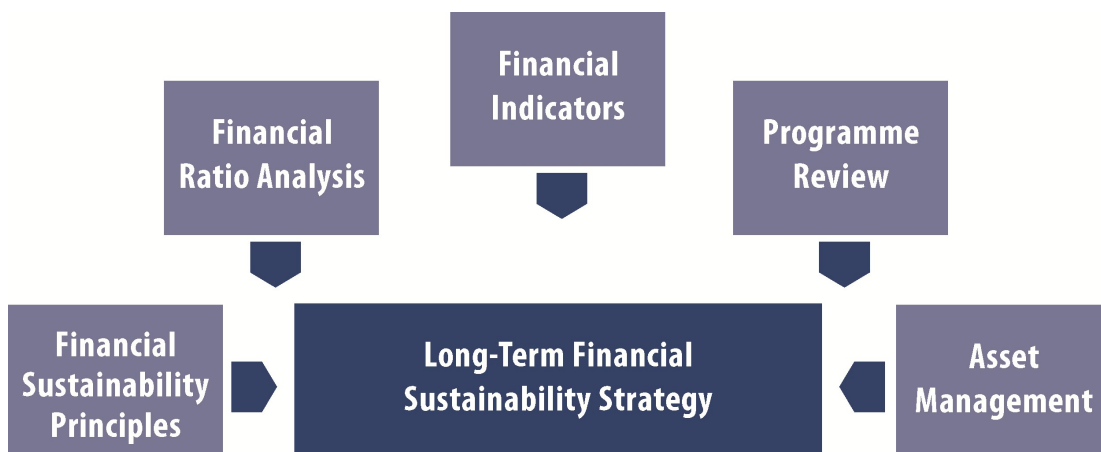 Financial
Indicators
Financial
Ratio Analysis
Programme
Review
Financial
Sustainability
Principles
Long-Term Financial
Sustainability Strategy
Asset
Management